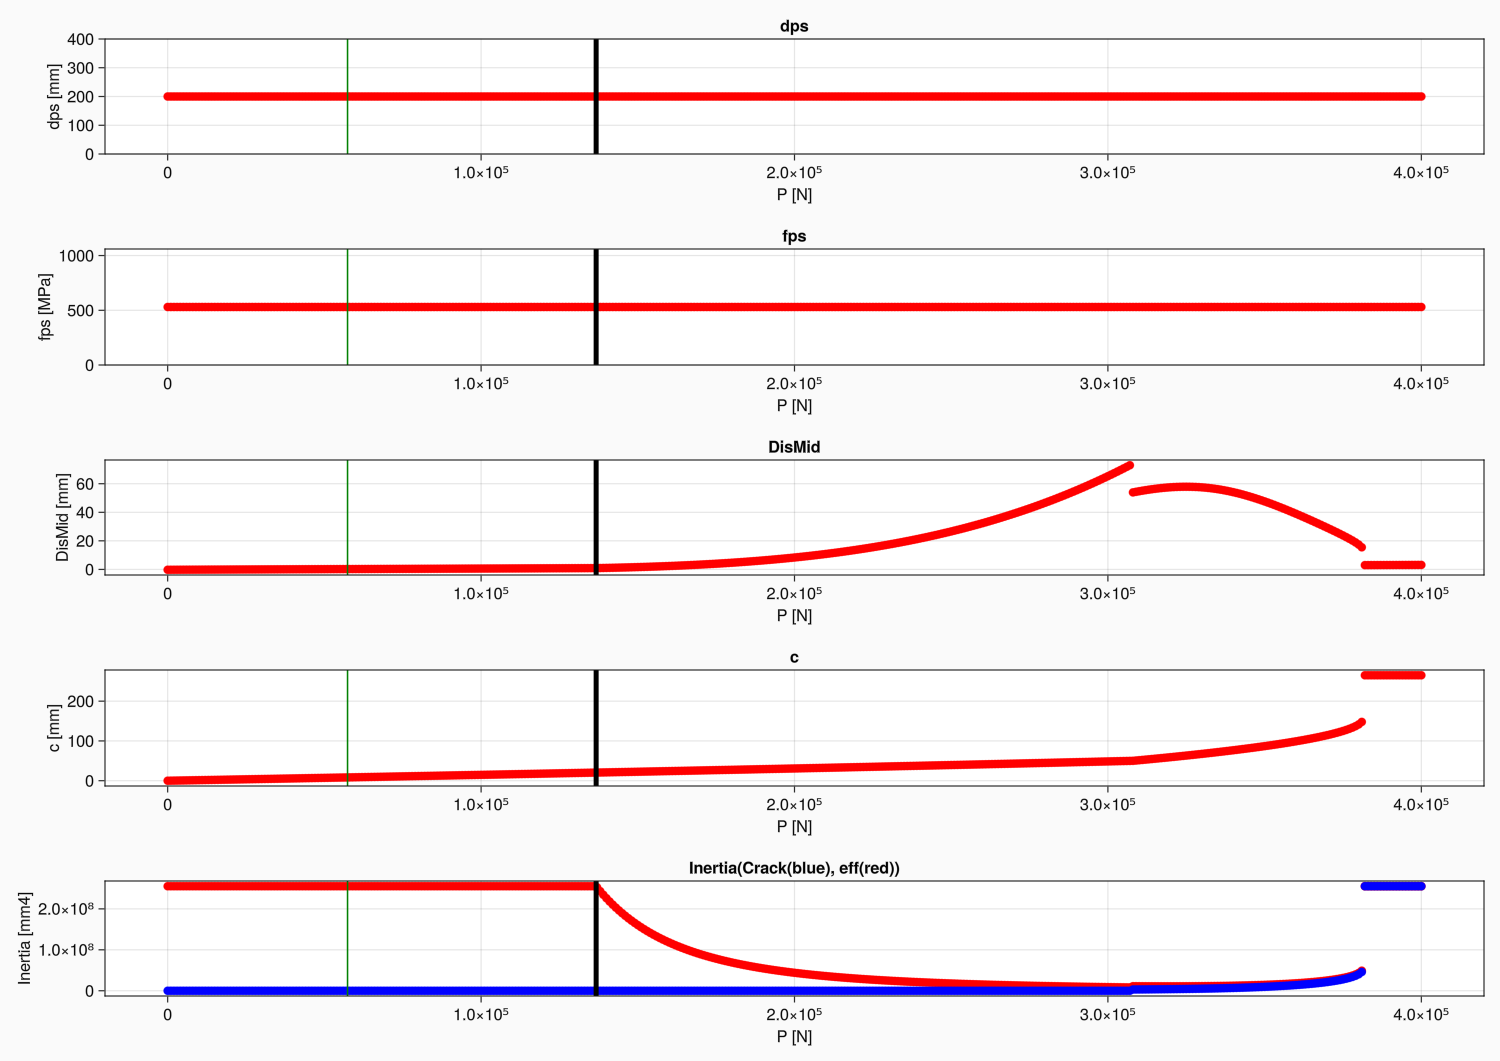 dps
dps [mm]
400
300
200
100
0
0 1.0×10⁵ 2.0×10⁵ 3.0×10⁵ 4.0×10⁵
P [N]
fps
fps [MPa]
1000
500
0
0 1.0×10⁵ 2.0×10⁵ 3.0×10⁵ 4.0×10⁵
P [N]
DisMid
DisMid [mm]
60
40
20
0
0 1.0×10⁵ 2.0×10⁵ 3.0×10⁵ 4.0×10⁵
P [N]
c
c [mm]
200
100
0
0 1.0×10⁵ 2.0×10⁵ 3.0×10⁵ 4.0×10⁵
P [N]
Inertia(Crack(blue), eff(red))
Inertia [mm4]
2.0×10⁸
1.0×10⁸
0
0 1.0×10⁵ 2.0×10⁵ 3.0×10⁵ 4.0×10⁵
P [N]